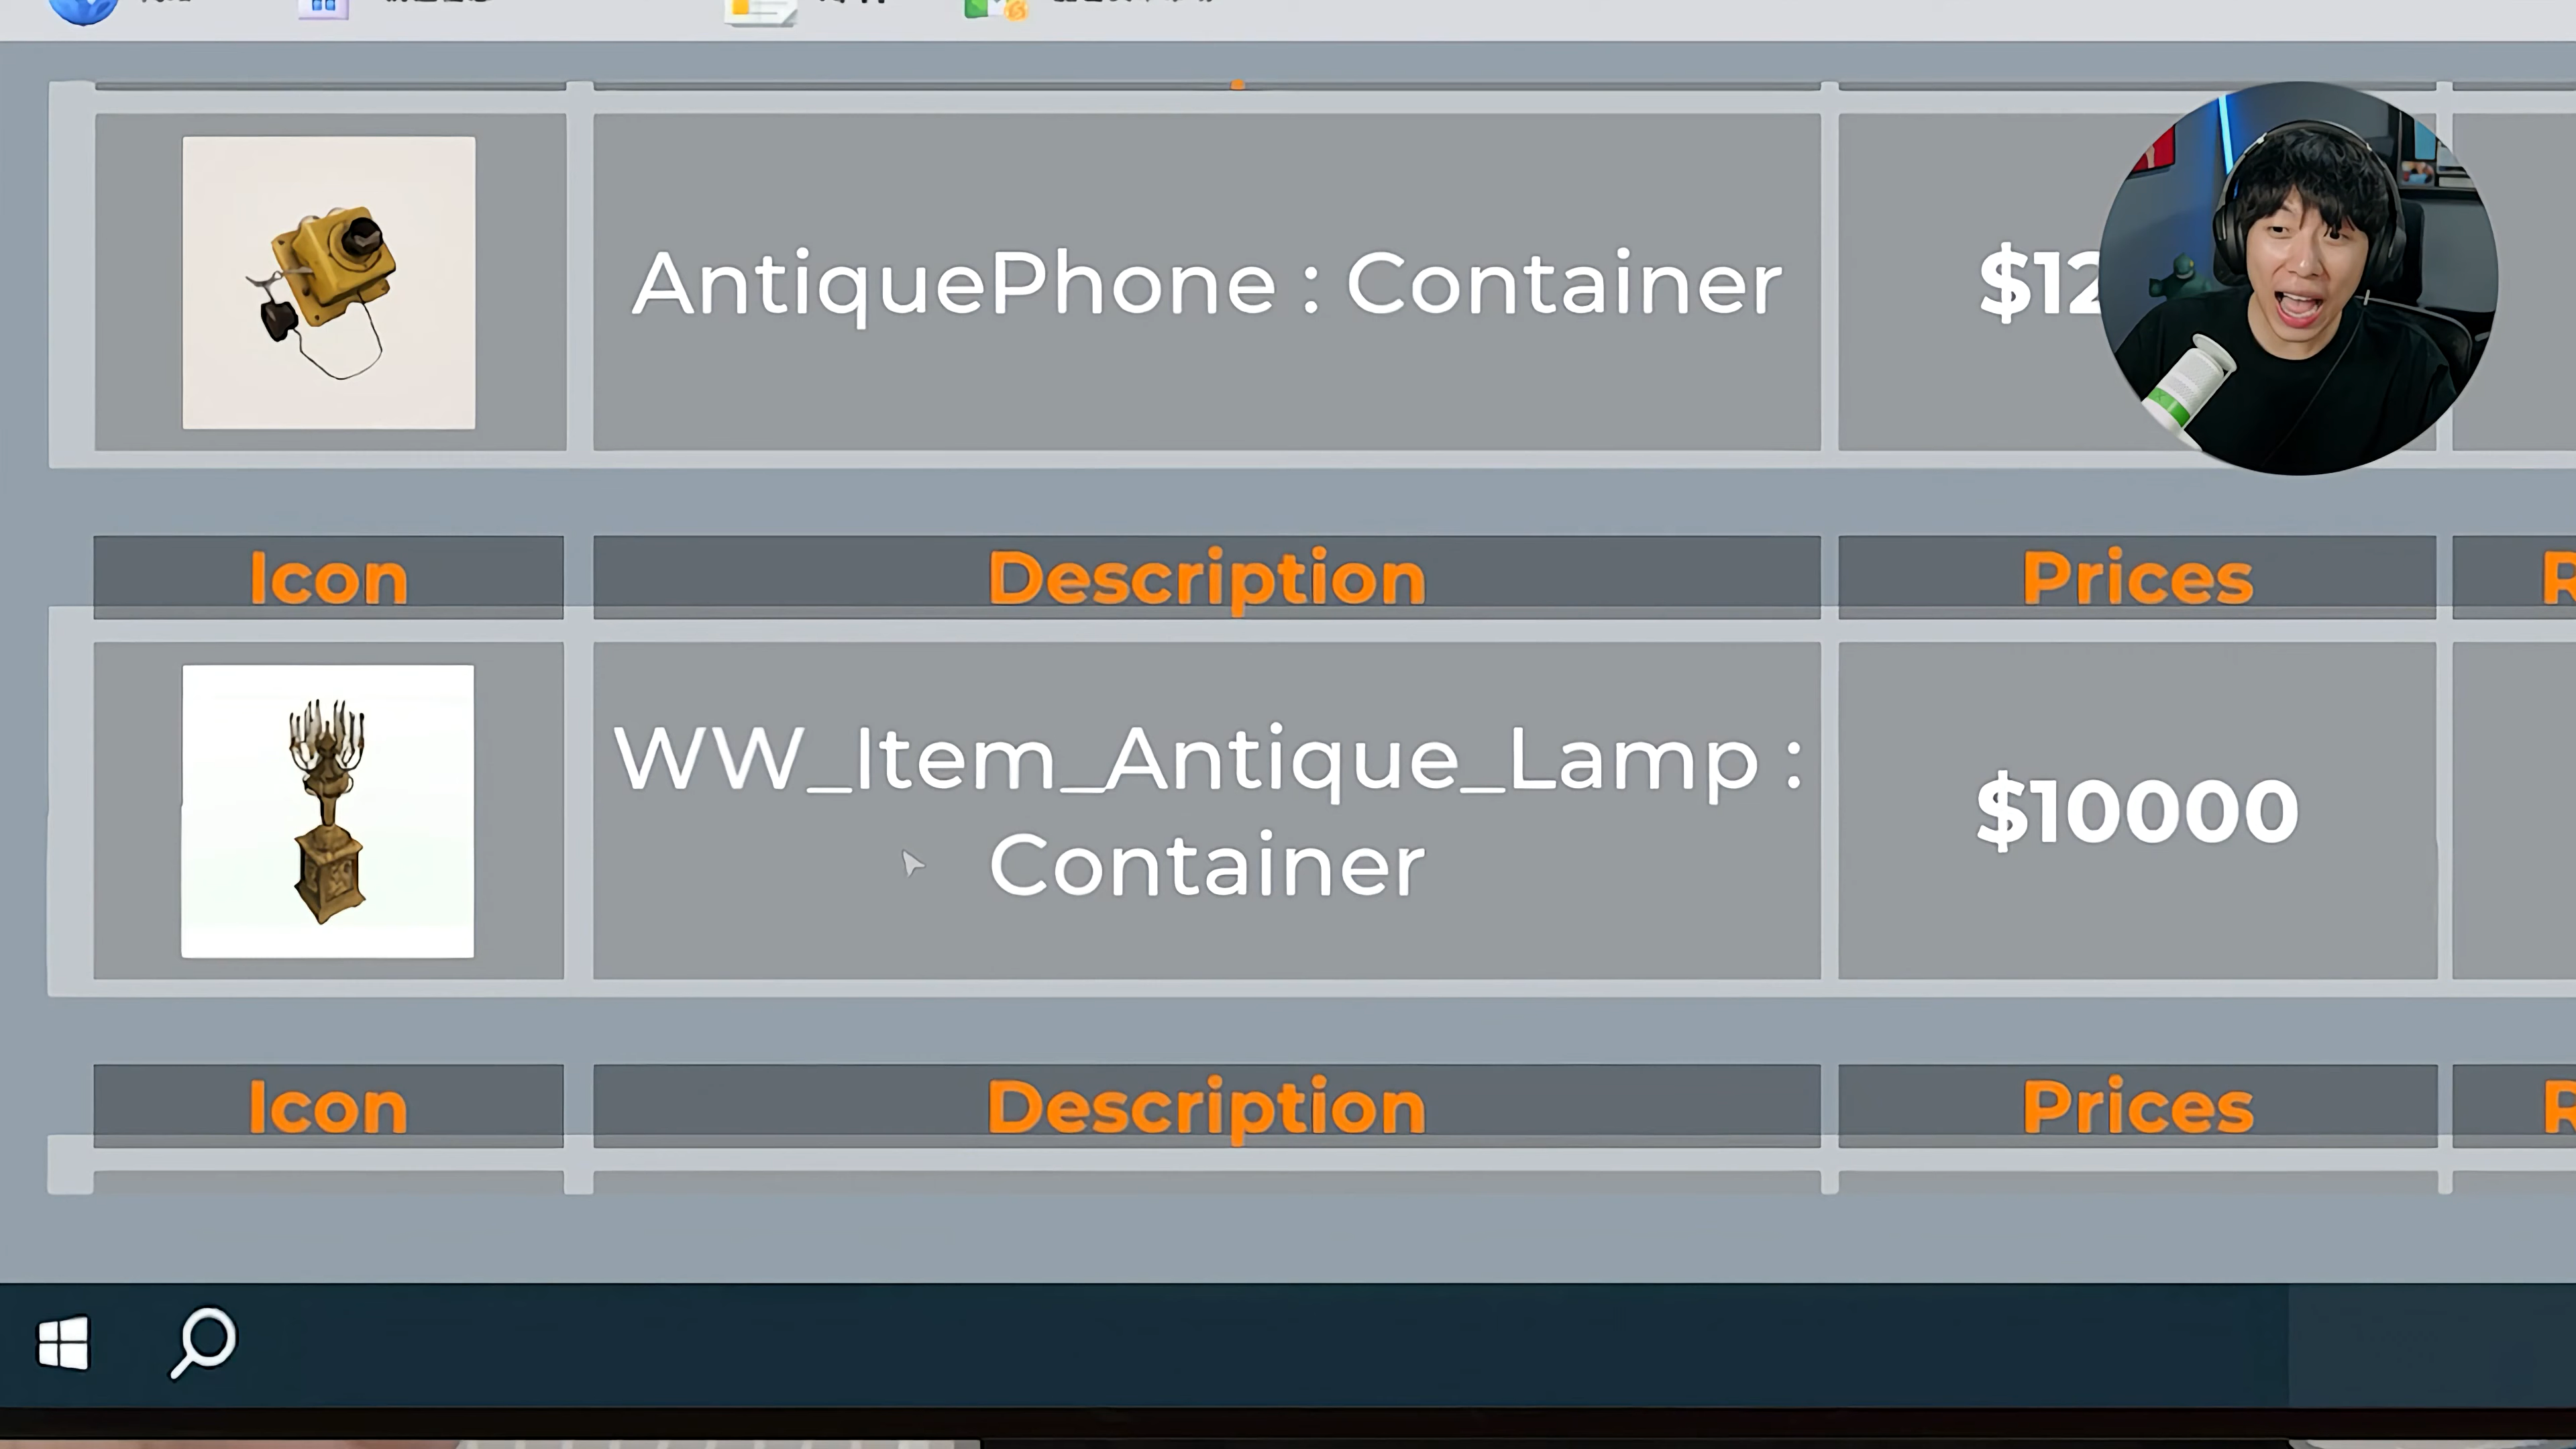 AntiquePhone : Container
$12
Icon
Description
Prices
WW_Item_Antique_Lamp :
Container
$10000
Icon
Description
Prices